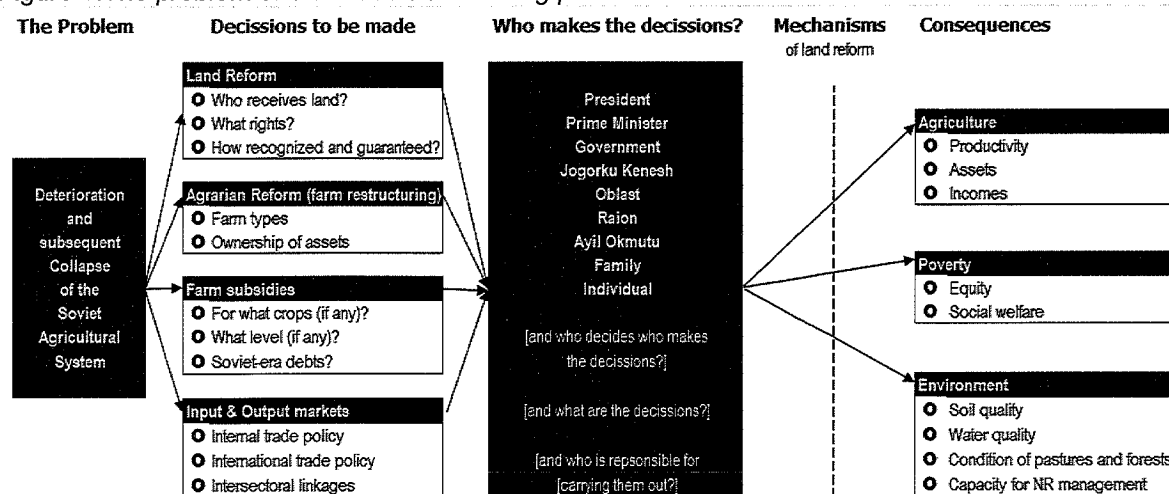 The Problem
Decissions to be made
Who makes the decisions?
Mechanisms
of land reform
Consequences
Deterioration
and
subsequent
Collapse
of the
Soviet
Agricultural
System
Land Reform
Who receives land?
What rights?
How recognized and guaranteed?
Agrarian Reform (farm restructuring)
Farm types
Ownership of assets
Farm subsidies
For what crops (if any)?
What level (if any)?
Soviet-era debts?
Input & Output markets
Internal trade policy
International trade policy
Intersectoral linkages
President
Prime Minister
Government
Jogorku Kenesh
Oblast
Raion
Ayil Okmutu
Family
Individual
[and who decides who makes
the decissions?]
[and what are the decissions?]
[and who is repsonsible for
[carrying them out?]
Agriculture
Productivity
Assets
Incomes
Poverty
Equity
Social welfare
Environment
Soil quality
Water quality
Condition of pastures and forests
Capacity for NR management